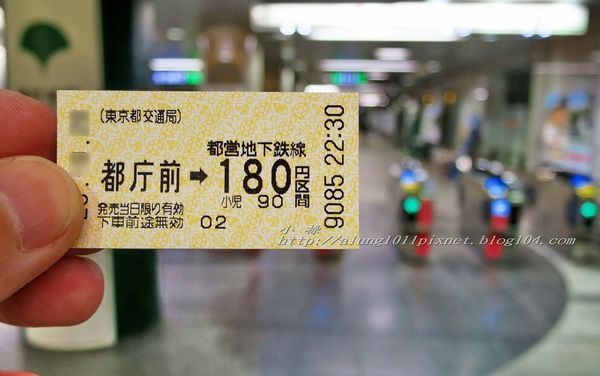 (東京都交通局)
都営地下鉄線
都庁前➡180円区間
小児 90
発売当日限り有効
下車前途無効 02
9085 22:30
小 祿
http://alung1011pixnet.blog104.com